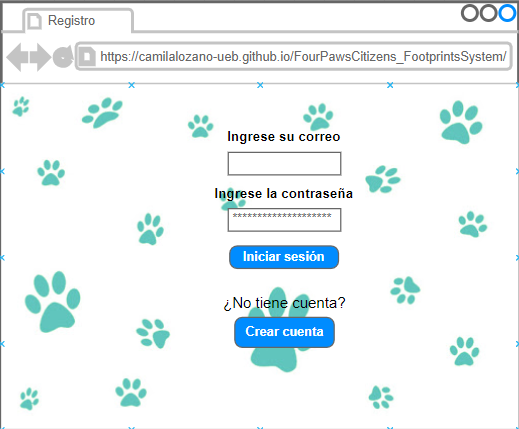 Registro
https://camilalozano-ueb.github.io/FourPawsCitizens_FootprintsSystem/
Ingrese su correo
Ingrese la contraseña
********************
Iniciar sesión
¿No tiene cuenta?
Crear cuenta